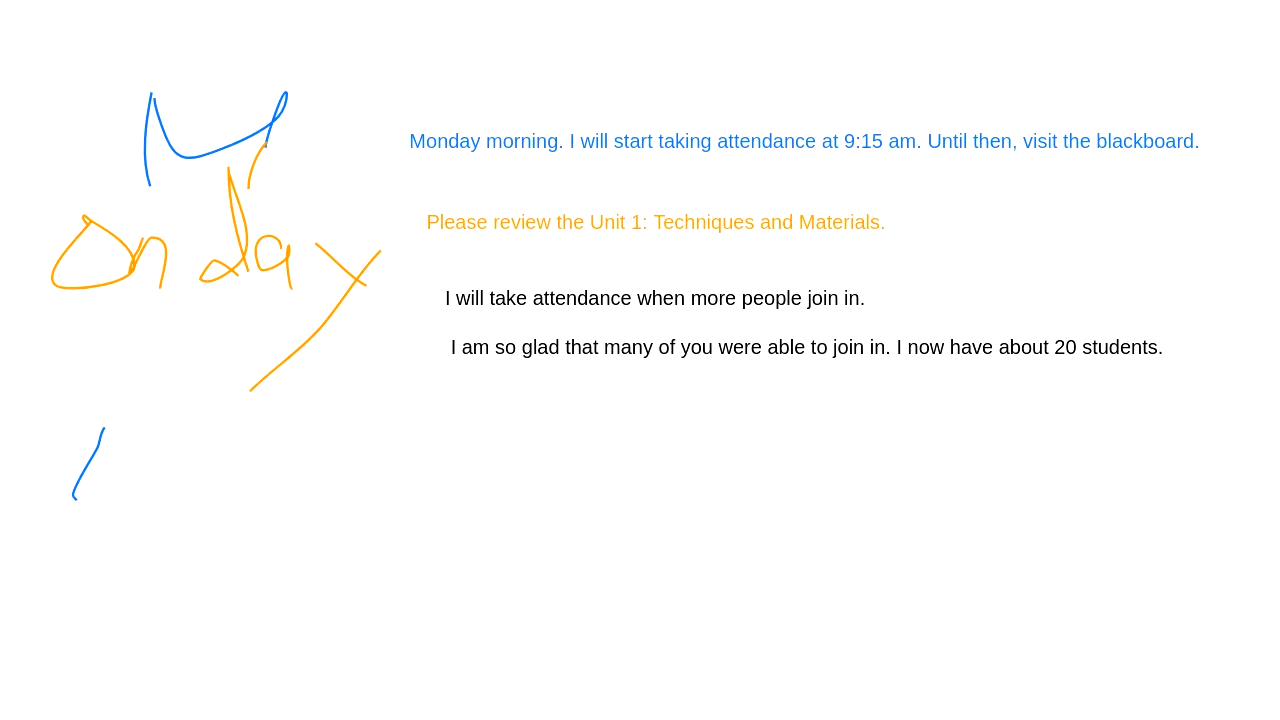 Monday
Monday morning. I will start taking attendance at 9:15 am. Until then, visit the blackboard.
Please review the Unit 1: Techniques and Materials.
I will take attendance when more people join in.
I am so glad that many of you were able to join in. I now have about 20 students.